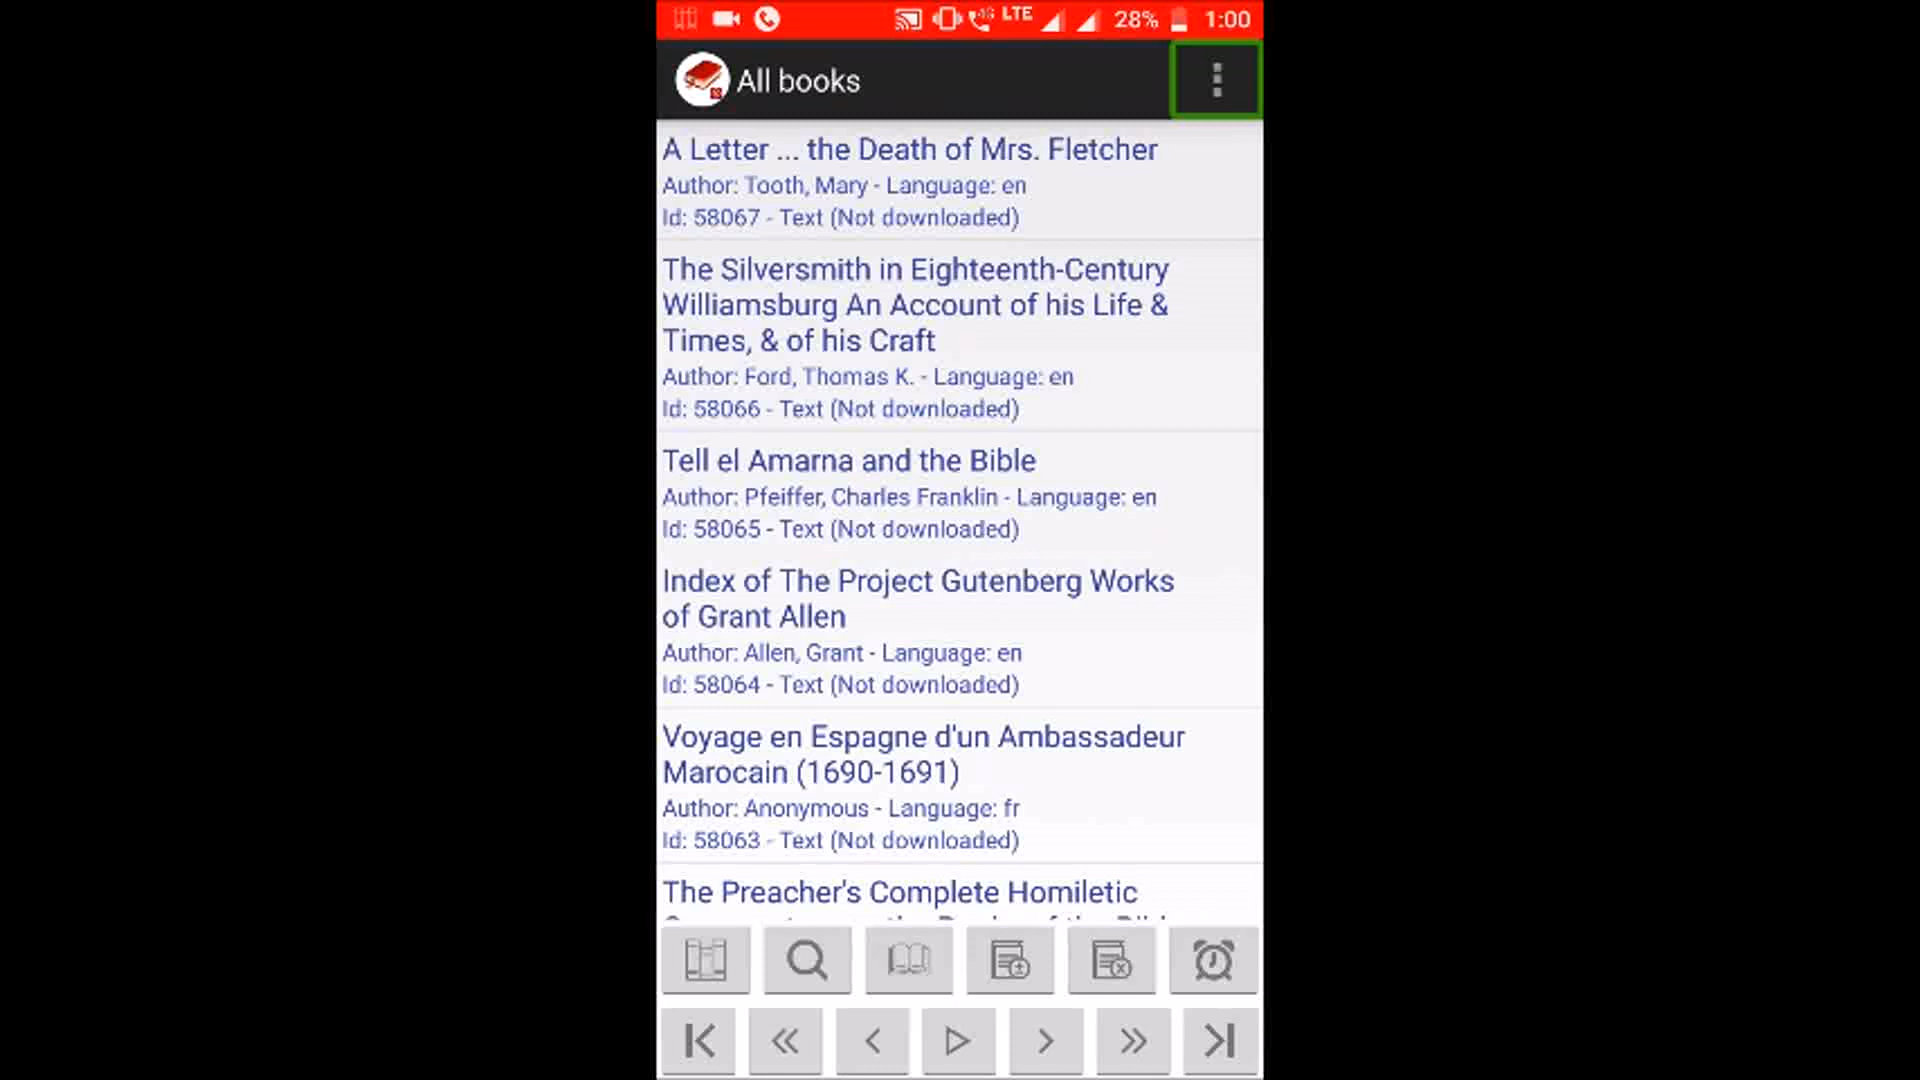 LTE 28% 1:00
All books
A Letter ... the Death of Mrs. Fletcher
Author: Tooth, Mary - Language: en
Id: 58067 - Text (Not downloaded)
The Silversmith in Eighteenth-Century
Williamsburg An Account of his Life &
Times, & of his Craft
Author: Ford, Thomas K. - Language: en
Id: 58066 - Text (Not downloaded)
Tell el Amarna and the Bible
Author: Pfeiffer, Charles Franklin - Language: en
Id: 58065 - Text (Not downloaded)
Index of The Project Gutenberg Works
of Grant Allen
Author: Allen, Grant - Language: en
Id: 58064 - Text (Not downloaded)
Voyage en Espagne d'un Ambassadeur
Marocain (1690-1691)
Author: Anonymous - Language: fr
Id: 58063 - Text (Not downloaded)
The Preacher's Complete Homiletic